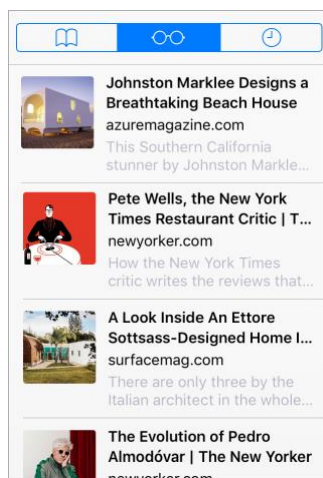 Johnston Marklee Designs a
Breathtaking Beach House
azuremagazine.com
This Southern California
stunner by Johnston Markle...
Pete Wells, the New York
Times Restaurant Critic | T...
newyorker.com
How the New York Times
critic writes the reviews that...
A Look Inside An Ettore
Sottsass-Designed Home I...
surfacemag.com
There are only three by the
Italian architect in the whole...
The Evolution of Pedro
Almodóvar | The New Yorker
newyorker.com